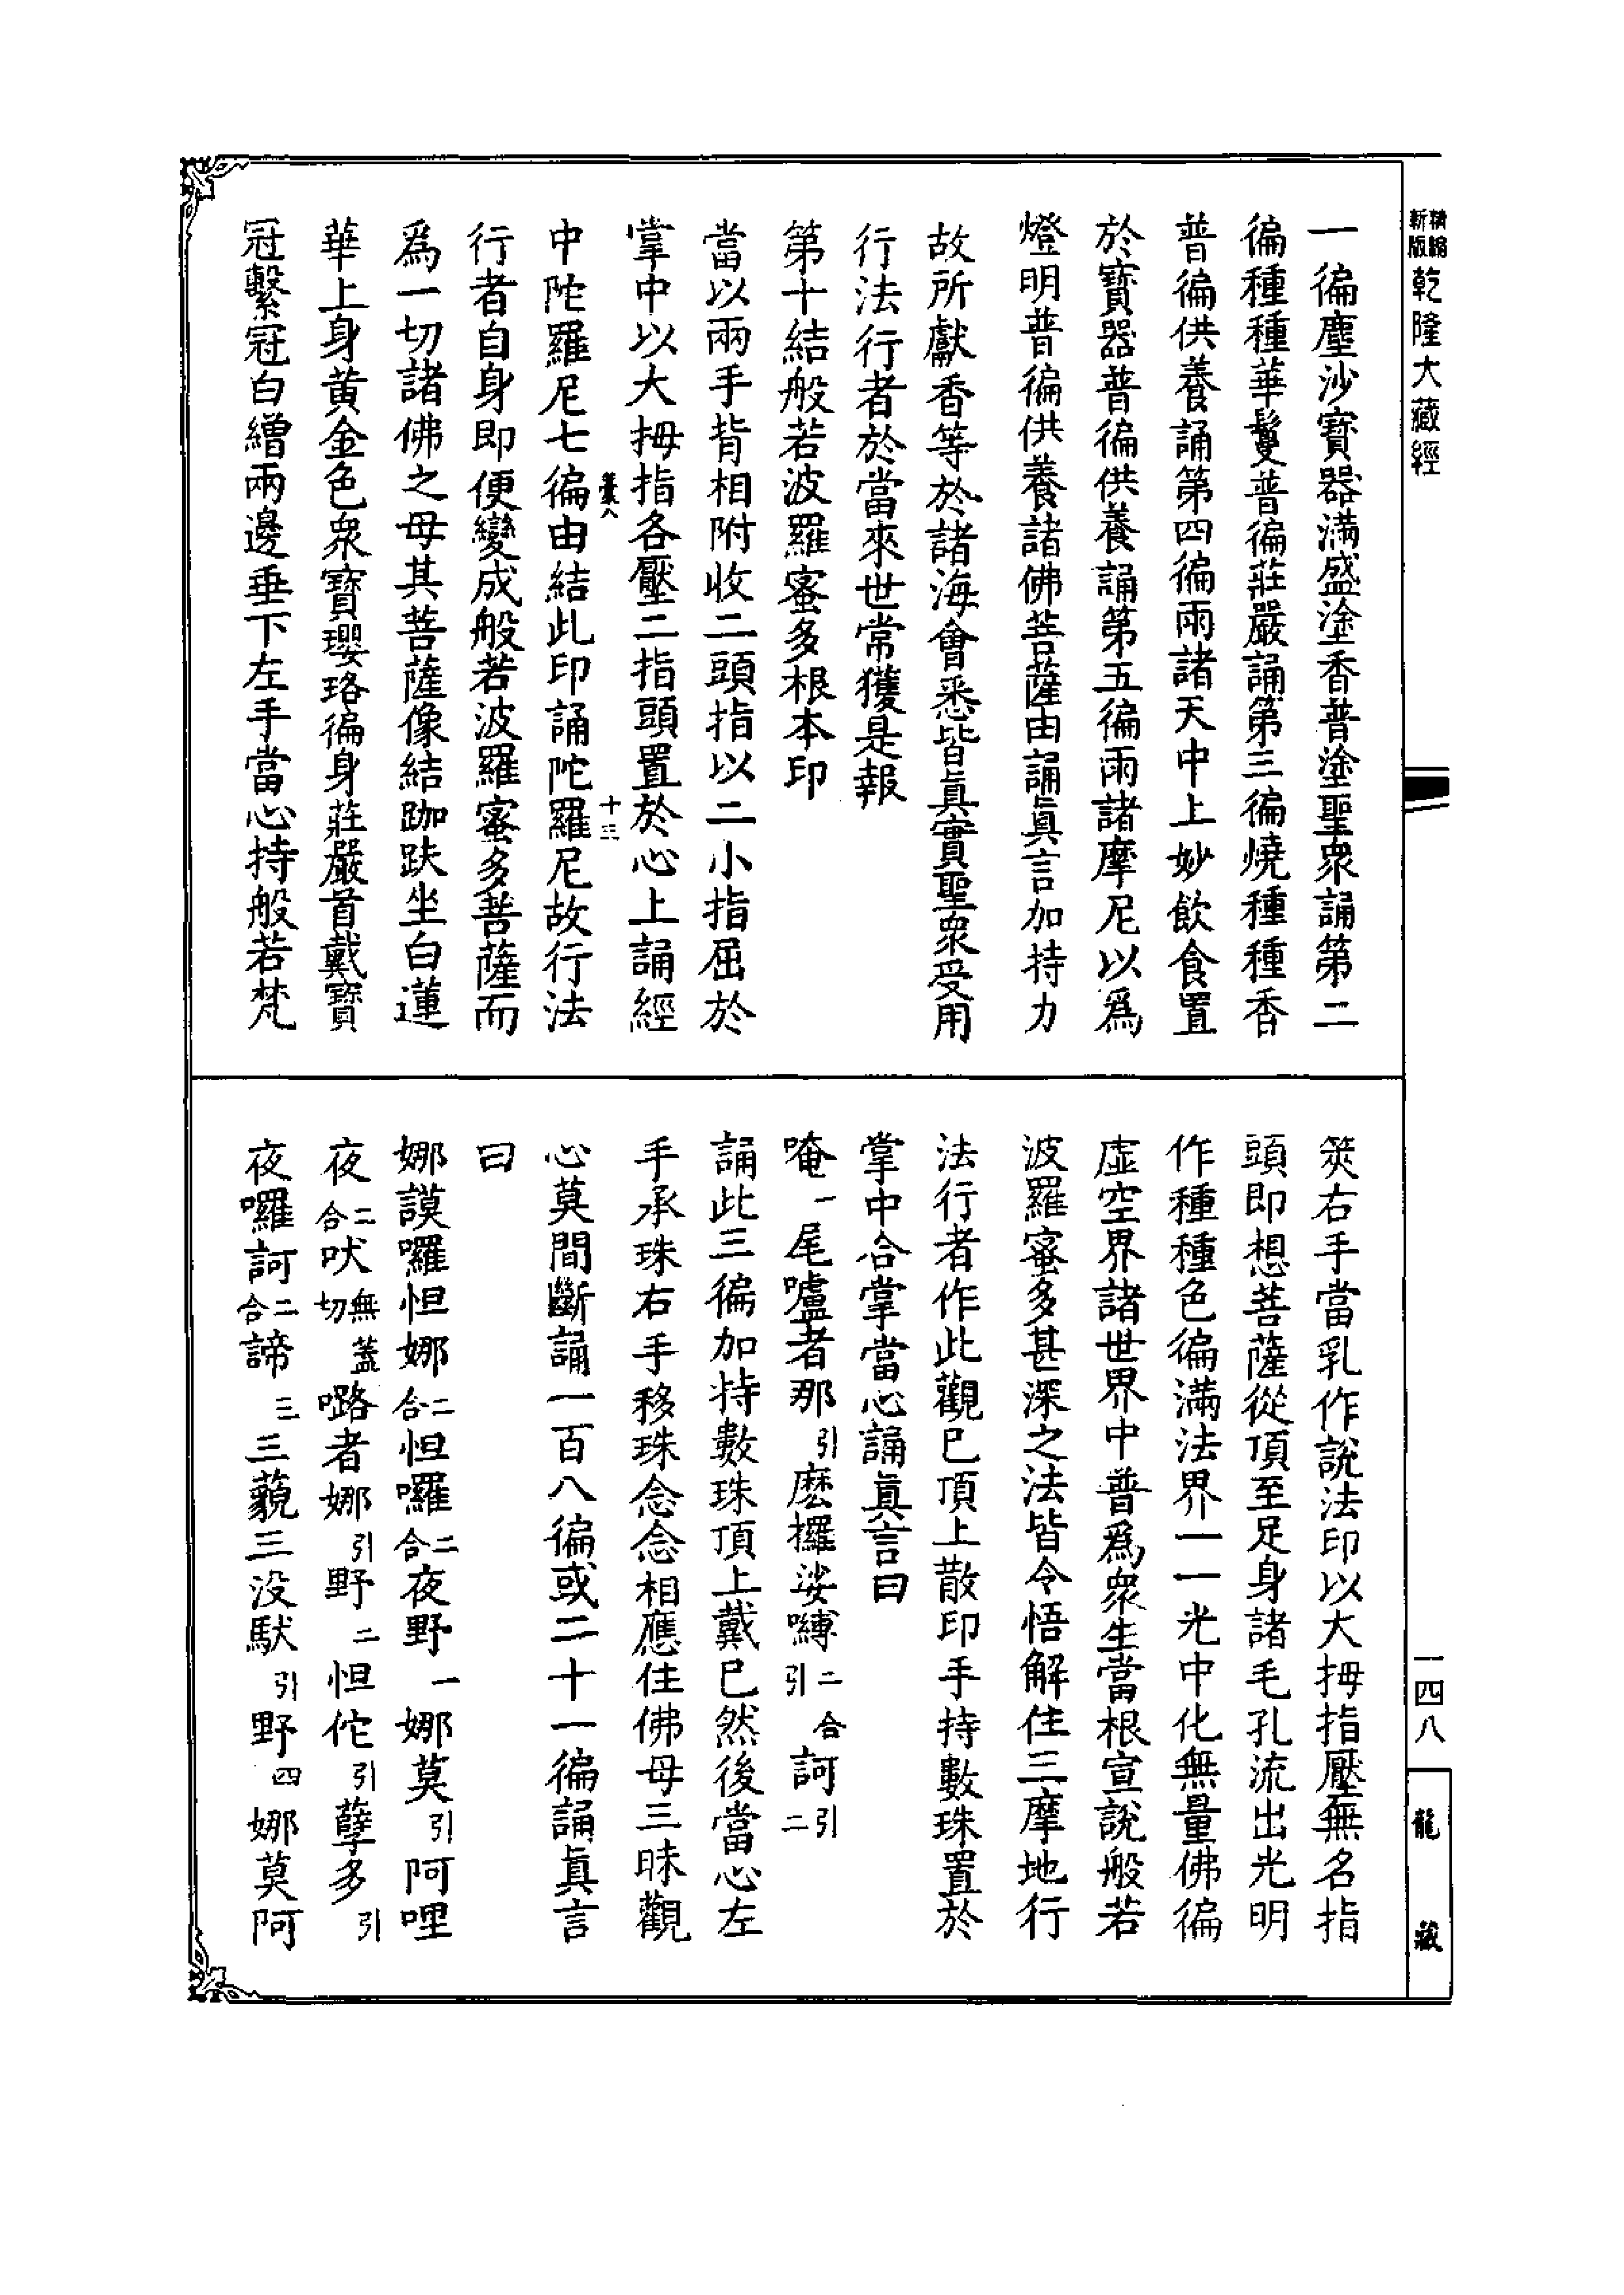 精縮
新版
乾隆大藏經
一徧塵沙寶器滿盛塗香普塗聖衆誦第二
徧種種華鬘普徧莊嚴誦第三徧燒種種香
普徧供養誦第四徧雨諸天中上妙飲食置
於寶器普徧供養誦第五徧雨諸摩尼以爲
燈明普徧供養諸佛菩薩由誦眞言加持力
故所獻香等於諸海會悉皆眞實聖衆受用
行法行者於當來世常獲是報
第十結般若波羅蜜多根本印
當以兩手背相附收二頭指以二小指屈於
掌中以大拇指各壓二指頭置於心上誦經
十三
中陀羅尼七徧由結此印誦陀羅尼故行法
行者自身即便變成般若波羅蜜多菩薩而
爲一切諸佛之母其菩薩像結跏趺坐白蓮
華上身黃金色衆寶瓔珞徧身莊嚴首戴寶
冠繫冠白繒兩邊垂下左手當心持般若梵
筴右手當乳作說法印以大拇指壓無名指
頭即想菩薩從頂至足身諸毛孔流出光明
作種種色徧滿法界一一光中化無量佛徧
虛空界諸世界中普爲衆生當根宣說般若
波羅蜜多甚深之法皆令悟解住三摩地行
法行者作此觀已頂上散印手持數珠置於
掌中合掌當心誦眞言曰
唵一尾嚧者那引麽攞娑嚩二合引訶引二
誦此三徧加持數珠頂上戴已然後當心左
手承珠右手移珠念念相應住佛母三昧觀
心莫間斷誦一百八徧或二十一徧誦眞言
曰
娜謨囉怛娜二合怛囉二合夜野一娜莫引阿哩
夜二合吠無蓋切嚕者娜引野二怛佗引孽多引
夜囉訶二合諦三三藐三没馱引野四娜莫阿
一四八
龍藏